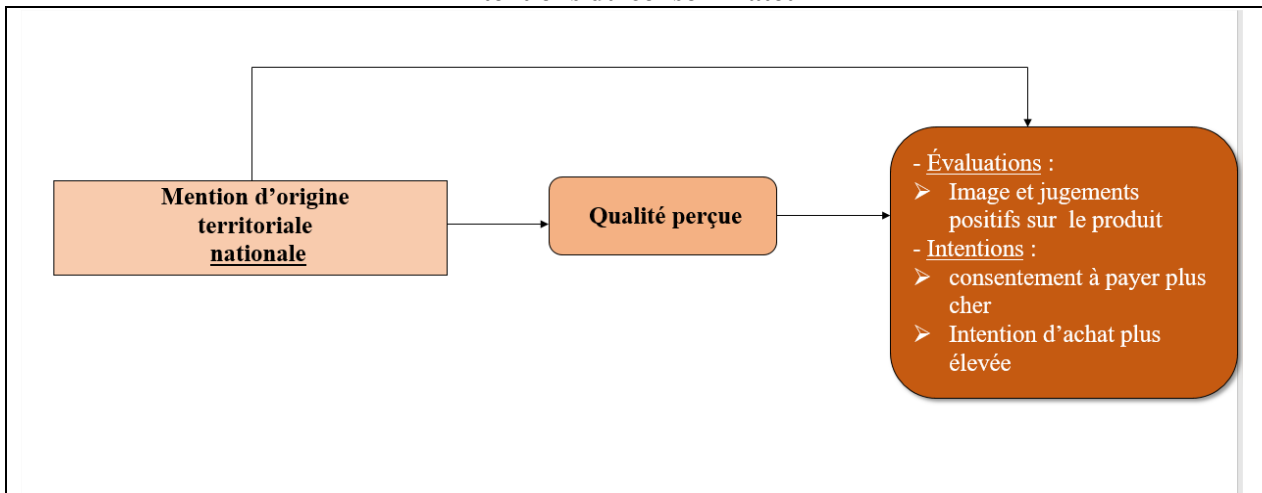 Mention d'origine
territoriale
nationale
Qualité perçue
- Évaluations :
➢ Image et jugements
positifs sur le produit
- Intentions :
➢ consentement à payer plus
cher
➢ Intention d'achat plus
élevée